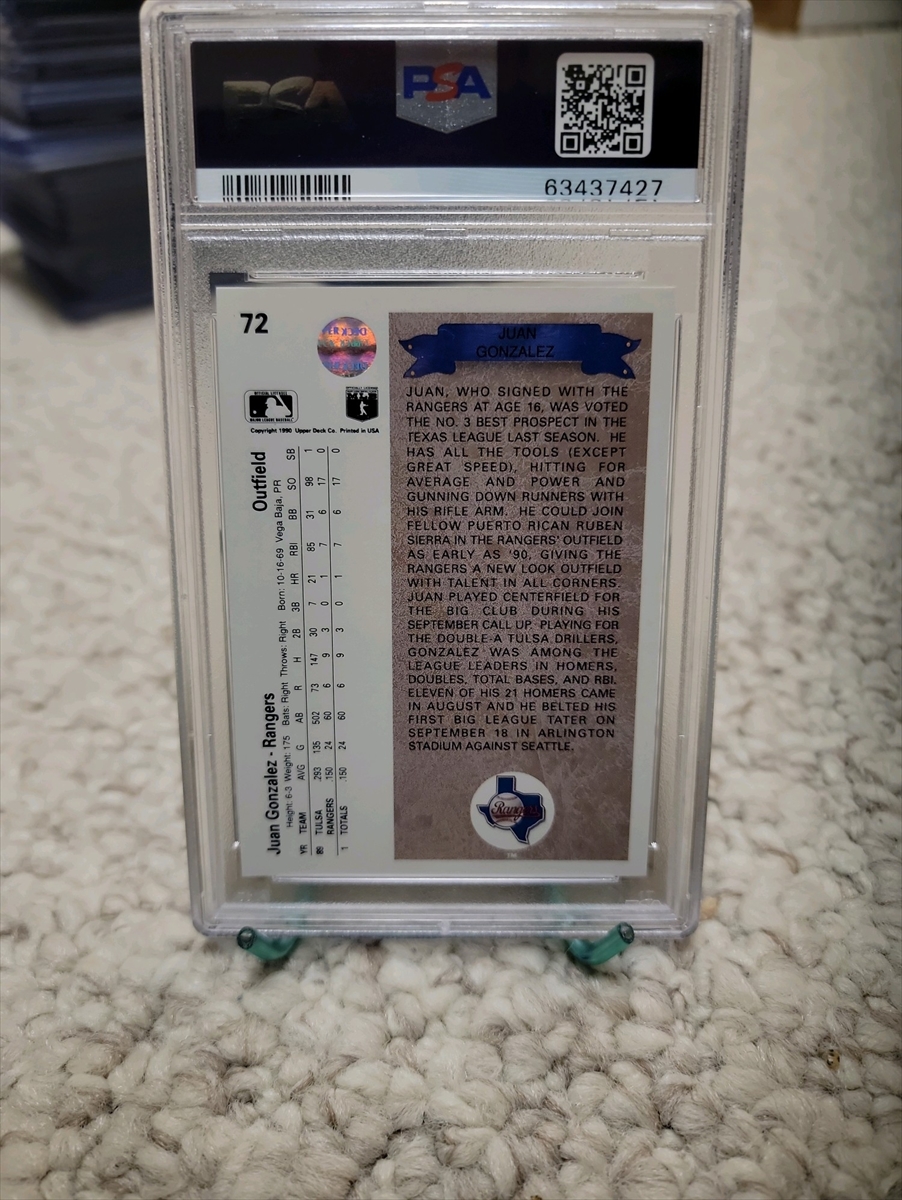 PSA
63437427
72
Copyright 1990 Upper Deck Co. Printed in USA
Juan Gonzalez - Rangers Outfield
Height: 6-3 Weight: 175 Bats: Right Throws: Right Born: 10-16-69 Vega Baja, PR
YR TEAM AVG G AB R H 2B 3B HR RBI BB SO SB
89 TULSA .293 135 502 73 147 30 7 21 85 31 98 1
RANGERS .150 24 60 6 9 3 0 1 7 6 17 0
1 TOTALS .150 24 60 6 9 3 0 1 7 6 17 0
JUAN
GONZALEZ
JUAN, WHO SIGNED WITH THE
RANGERS AT AGE 16, WAS VOTED
THE NO. 3 BEST PROSPECT IN THE
TEXAS LEAGUE LAST SEASON. HE
HAS ALL THE TOOLS (EXCEPT
GREAT SPEED), HITTING FOR
AVERAGE AND POWER AND
GUNNING DOWN RUNNERS WITH
HIS RIFLE ARM. HE COULD JOIN
FELLOW PUERTO RICAN RUBEN
SIERRA IN THE RANGERS' OUTFIELD
AS EARLY AS '90, GIVING THE
RANGERS A NEW LOOK OUTFIELD
WITH TALENT IN ALL CORNERS.
JUAN PLAYED CENTERFIELD FOR
THE BIG CLUB DURING HIS
SEPTEMBER CALL UP. PLAYING FOR
THE DOUBLE-A TULSA DRILLERS,
GONZALEZ WAS AMONG THE
LEAGUE LEADERS IN HOMERS,
DOUBLES, TOTAL BASES, AND RBI.
ELEVEN OF HIS 21 HOMERS CAME
IN AUGUST AND HE BELTED HIS
FIRST BIG LEAGUE TATER ON
SEPTEMBER 18 IN ARLINGTON
STADIUM AGAINST SEATTLE.
Rangers